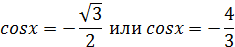 cosx = −√3/2 или cosx = −4/3